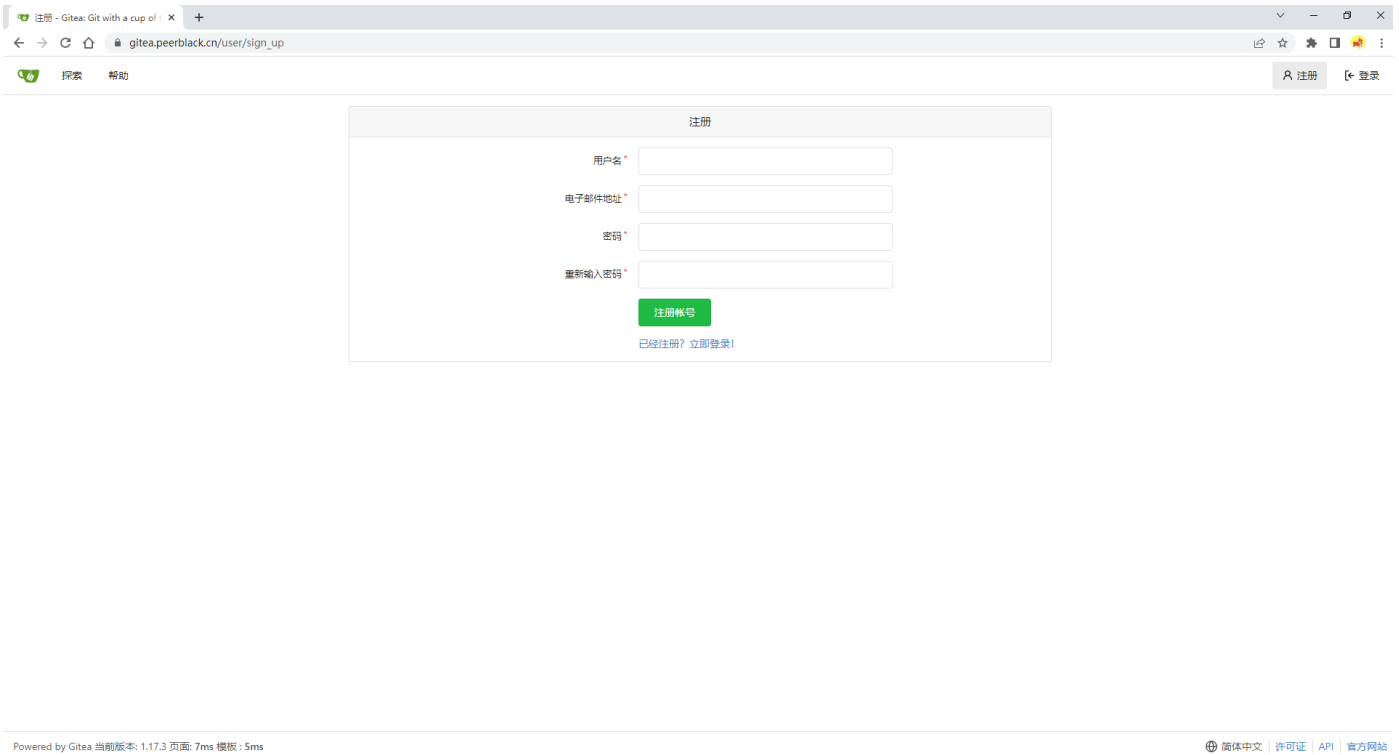 注册 - Gitea: Git with a cup of
gitea.peerblack.cn/user/sign_up
探索 帮助 注册 登录
注册
用户名*
电子邮件地址*
密码*
重新输入密码*
注册帐号
已经注册？立即登录！
Powered by Gitea 当前版本: 1.17.3 页面: 7ms 模板 : 5ms 简体中文 许可证 API 官方网站